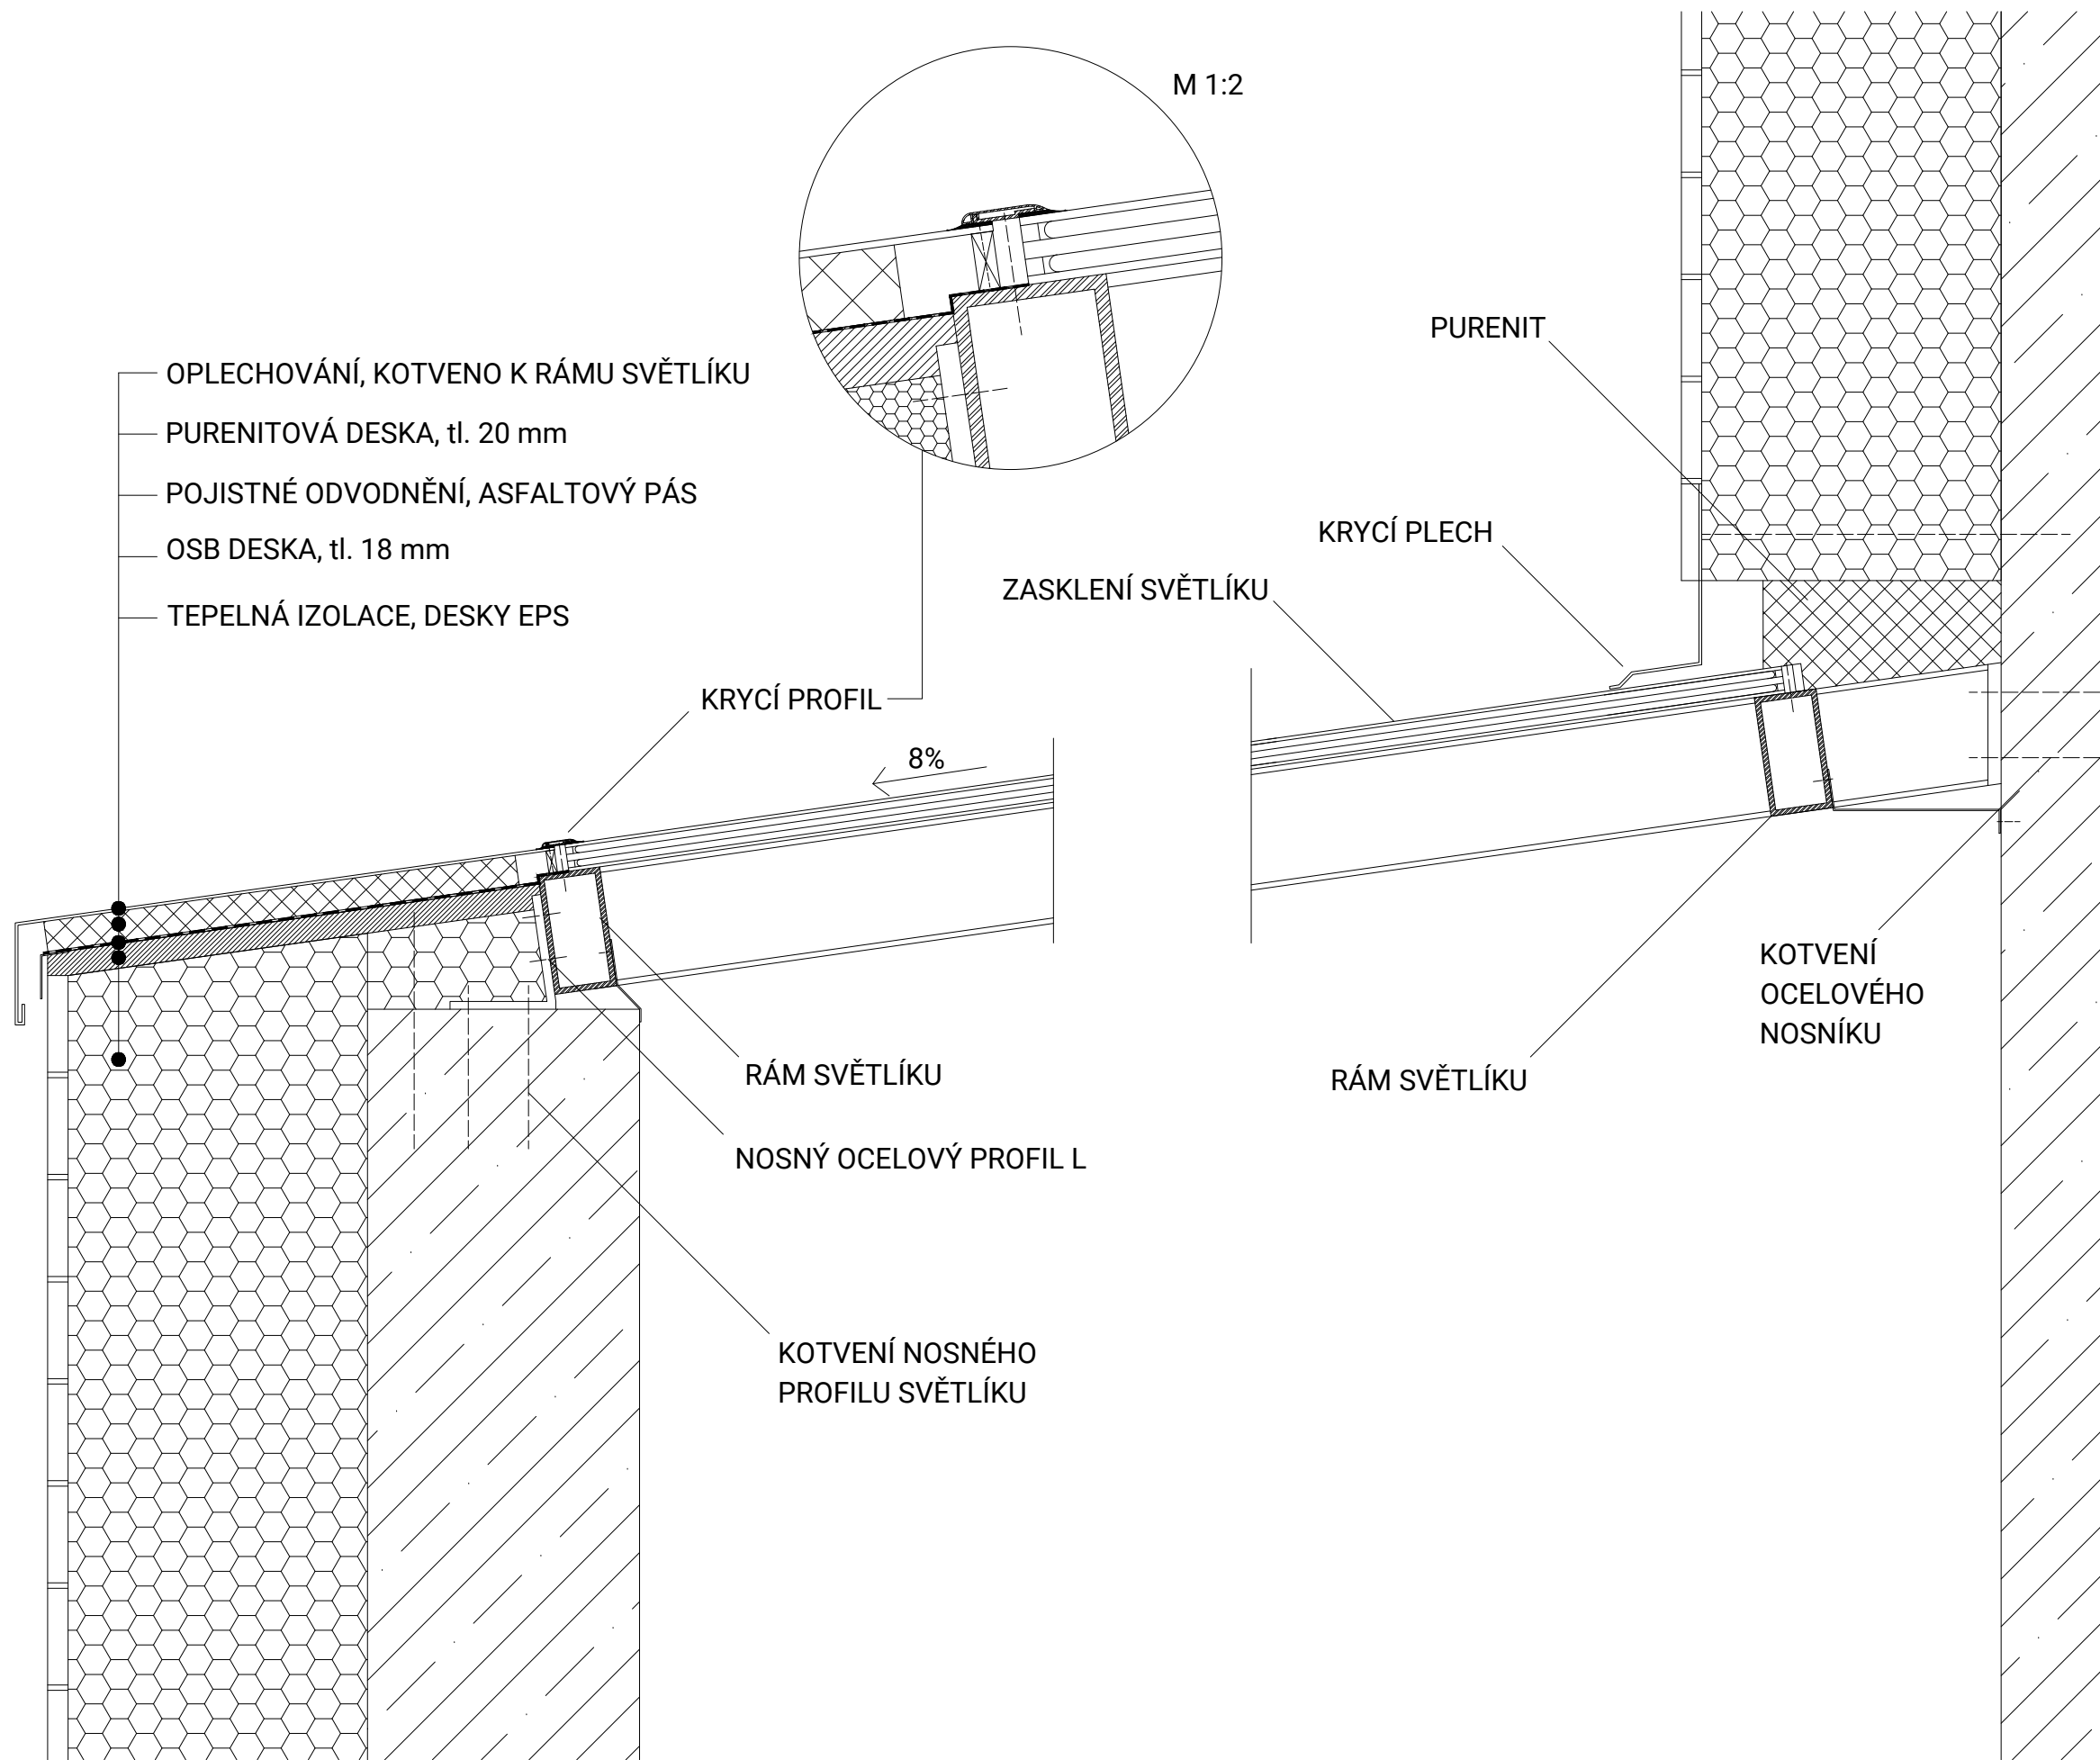 M 1:2
PURENIT
OPLECHOVÁNÍ, KOTVENO K RÁMU SVĚTLÍKU
PURENITOVÁ DESKA, tl. 20 mm
POJISTNÉ ODVODNĚNÍ, ASFALTOVÝ PÁS
OSB DESKA, tl. 18 mm
TEPELNÁ IZOLACE, DESKY EPS
KRYCÍ PLECH
ZASKLENÍ SVĚTLÍKU
KRYCÍ PROFIL
8%
KOTVENÍ
OCELOVÉHO
NOSNÍKU
RÁM SVĚTLÍKU
RÁM SVĚTLÍKU
NOSNÝ OCELOVÝ PROFIL L
KOTVENÍ NOSNÉHO
PROFILU SVĚTLÍKU